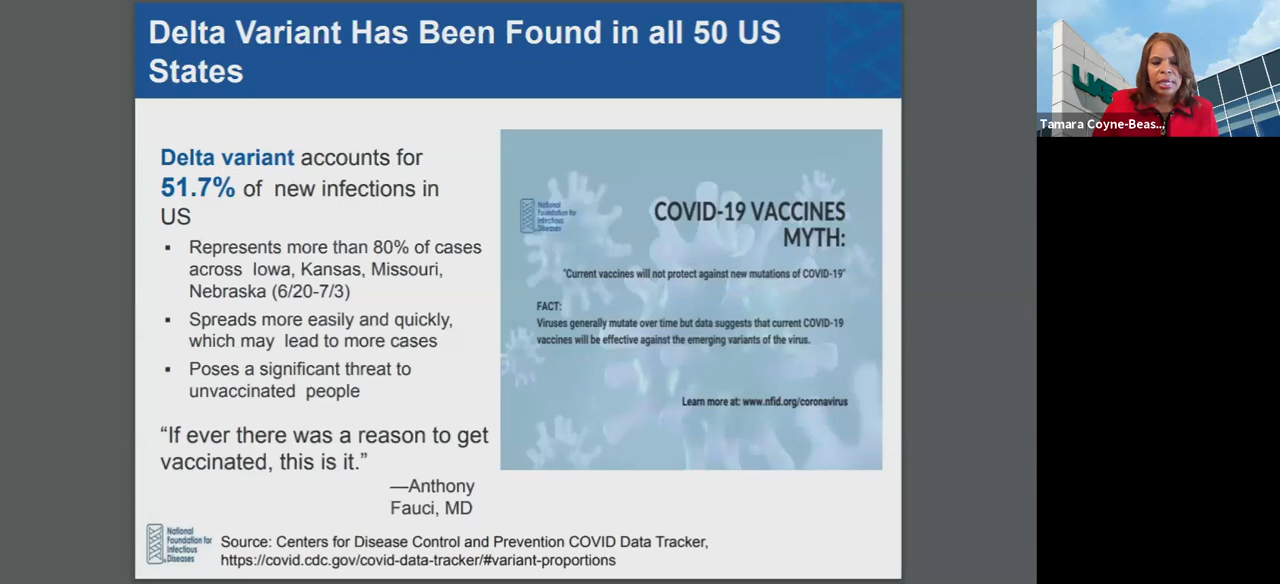 Delta Variant Has Been Found in all 50 US
States
Delta variant accounts for
51.7% of new infections in
US
▪ Represents more than 80% of cases
across Iowa, Kansas, Missouri,
Nebraska (6/20-7/3)
▪ Spreads more easily and quickly,
which may lead to more cases
▪ Poses a significant threat to
unvaccinated people
“If ever there was a reason to get
vaccinated, this is it.”
—Anthony
Fauci, MD
National
Foundation for
Infectious
Diseases
COVID-19 VACCINES
MYTH:
"Current vaccines will not protect against new mutations of COVID-19"
FACT:
Viruses generally mutate over time but data suggests that current COVID-19
vaccines will be effective against the emerging variants of the virus.
Learn more at: www.nfid.org/coronavirus
National
Foundation for
Infectious
Diseases
Source: Centers for Disease Control and Prevention COVID Data Tracker,
https://covid.cdc.gov/covid-data-tracker/#variant-proportions
Tamara Coyne-Beas...